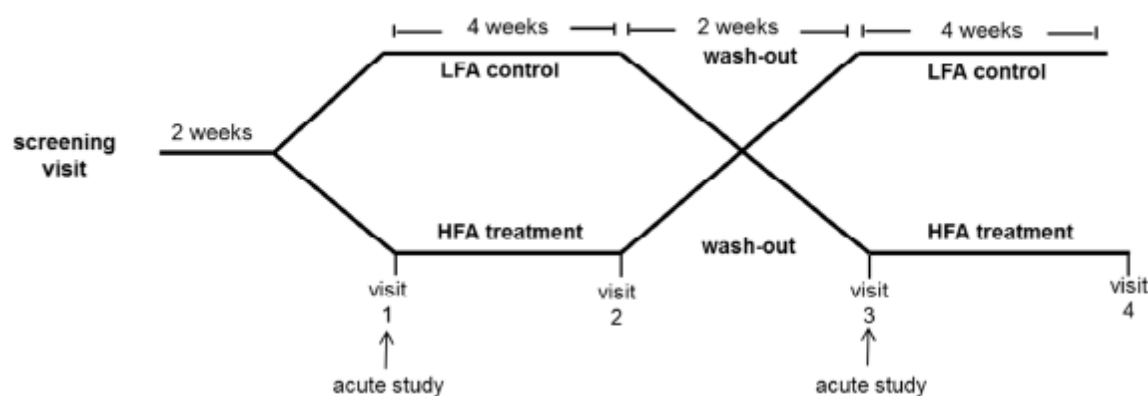 4 weeks
2 weeks
4 weeks
wash-out
LFA control
LFA control
2 weeks
screening
visit
HFA treatment
wash-out
HFA treatment
visit
1
visit
2
visit
3
visit
4
acute study
acute study